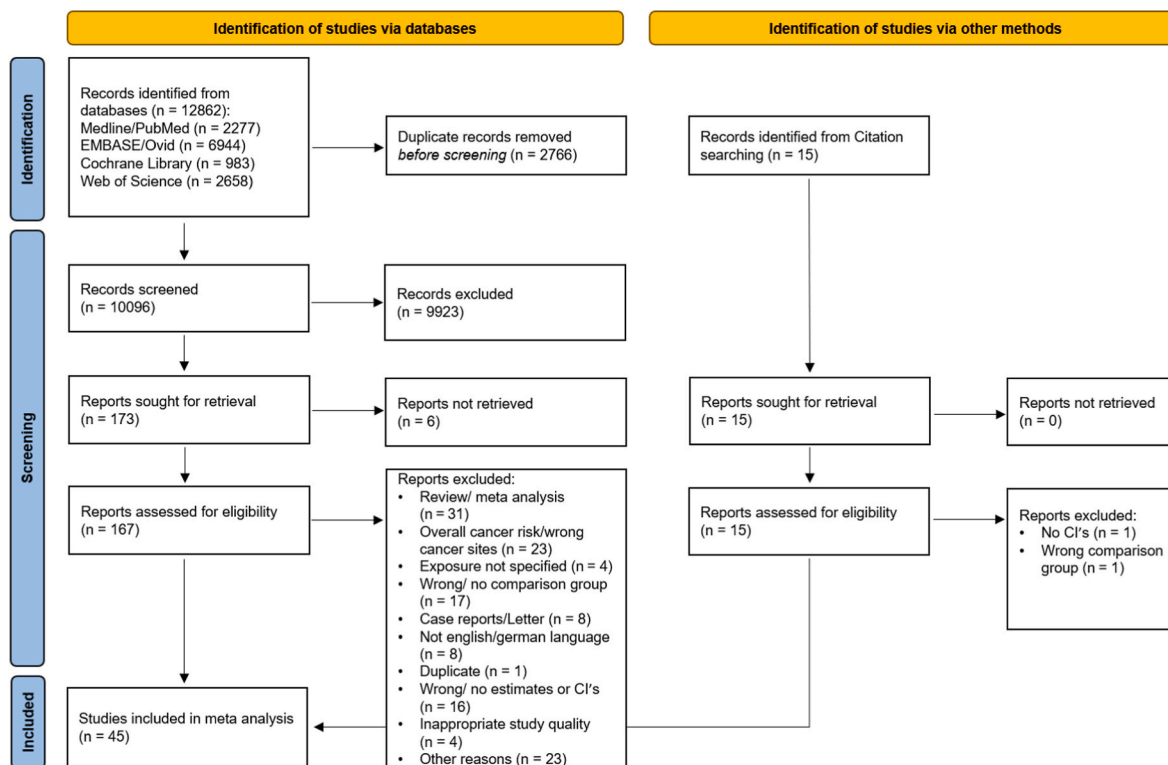 Identification of studies via databases
Identification of studies via other methods
Identification
Records identified from
databases (n = 12862):
Medline/PubMed (n = 2277)
EMBASE/Ovid (n = 6944)
Cochrane Library (n = 983)
Web of Science (n = 2658)
Duplicate records removed
before screening (n = 2766)
Records identified from Citation
searching (n = 15)
Screening
Records screened
(n = 10096)
Records excluded
(n = 9923)
Reports sought for retrieval
(n = 173)
Reports not retrieved
(n = 6)
Reports sought for retrieval
(n = 15)
Reports not retrieved
(n = 0)
Reports assessed for eligibility
(n = 167)
Reports excluded:
• Review/ meta analysis
(n = 31)
• Overall cancer risk/wrong
cancer sites (n = 23)
• Exposure not specified (n = 4)
• Wrong/ no comparison group
(n = 17)
• Case reports/Letter (n = 8)
• Not english/german language
(n = 8)
• Duplicate (n = 1)
• Wrong/ no estimates or CI's
(n = 16)
• Inappropriate study quality
(n = 4)
• Other reasons (n = 23)
Reports assessed for eligibility
(n = 15)
Reports excluded:
• No CI's (n = 1)
• Wrong comparison
group (n = 1)
Included
Studies included in meta analysis
(n = 45)